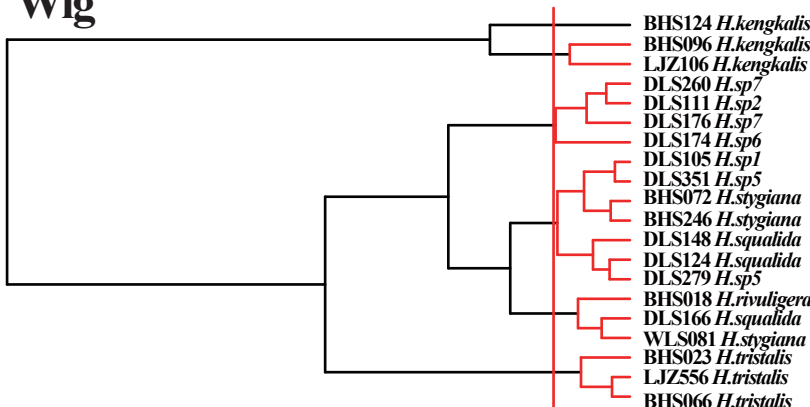 Wlg
BHS124 H.kengkalis
BHS096 H.kengkalis
LJZ106 H.kengkalis
DLS260 H.sp7
DLS111 H.sp2
DLS176 H.sp7
DLS174 H.sp6
DLS105 H.sp1
DLS351 H.sp5
BHS072 H.stygiana
BHS246 H.stygiana
DLS148 H.squalida
DLS124 H.squalida
DLS279 H.sp5
BHS018 H.rivuligera
DLS166 H.squalida
WLS081 H.stygiana
BHS023 H.tristalis
LJZ556 H.tristalis
BHS066 H.tristalis